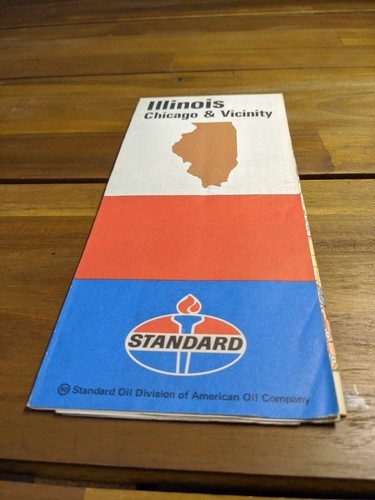 Illinois
Chicago & Vicinity
STANDARD
Standard Oil Division of American Oil Company